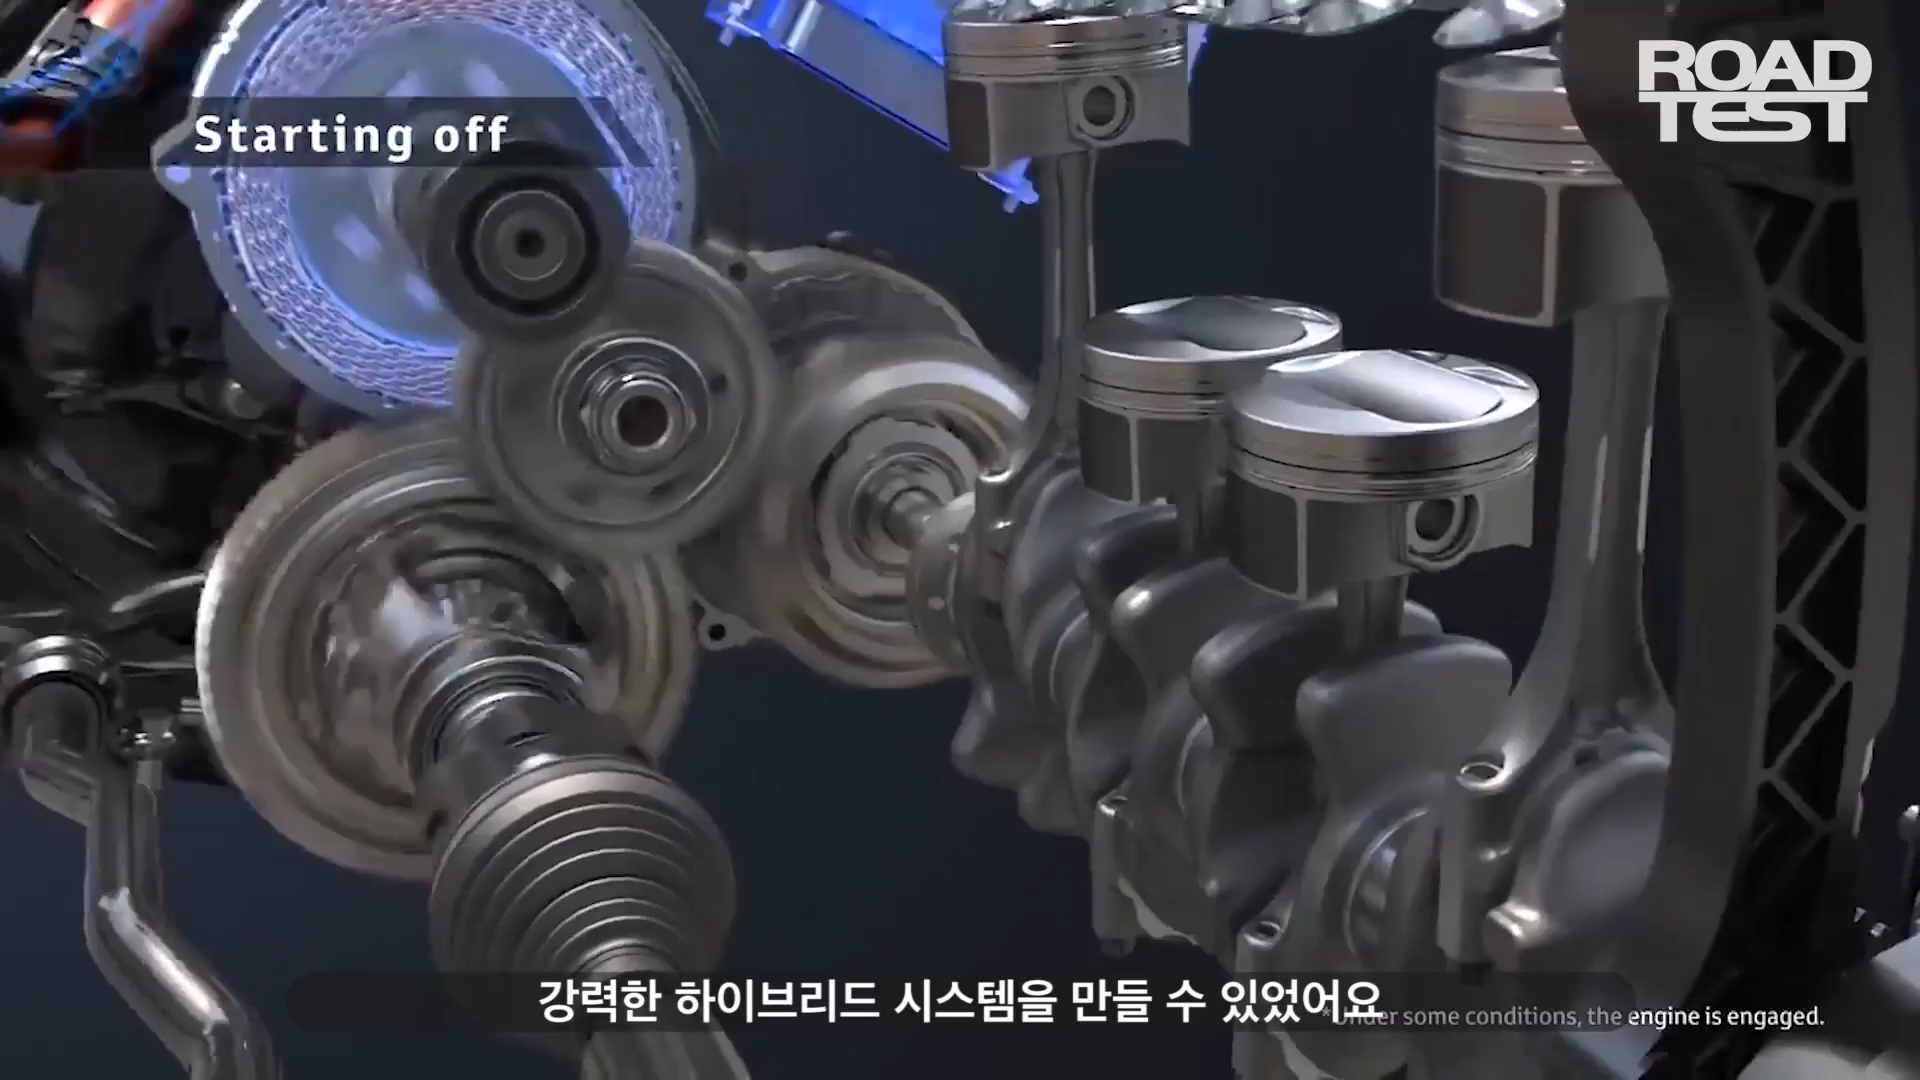 ROAD
TEST
Starting off
강력한 하이브리드 시스템을 만들 수 있었어요
*Under some conditions, the engine is engaged.